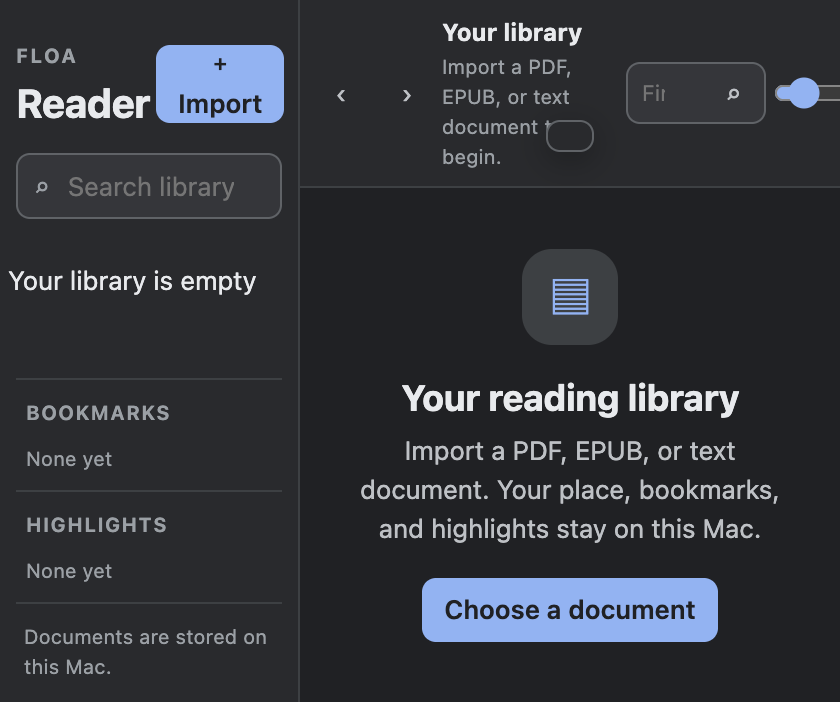 FLOA
Reader
+
Import
Search library
Your library is empty
BOOKMARKS
None yet
HIGHLIGHTS
None yet
Documents are stored on
this Mac.
‹ ›
Your library
Import a PDF,
EPUB, or text
document
begin.
Your reading library
Import a PDF, EPUB, or text
document. Your place, bookmarks,
and highlights stay on this Mac.
Choose a document